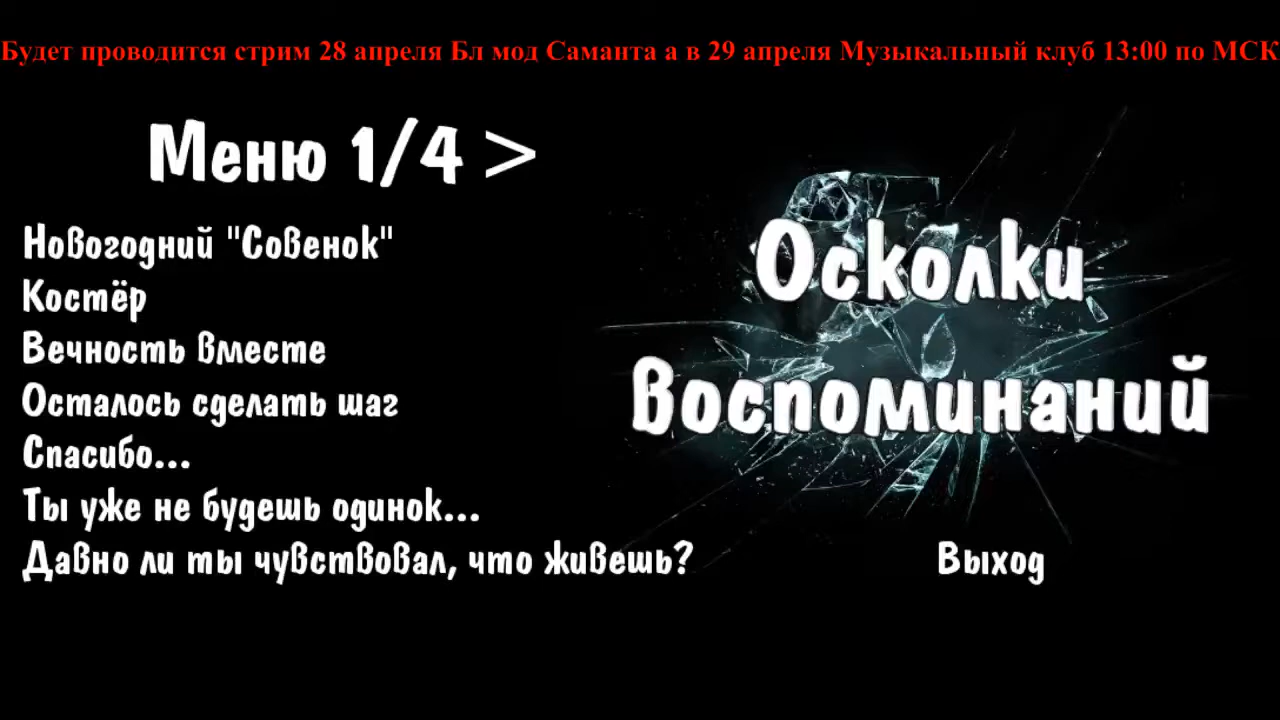 Будет проводится стрим 28 апреля Бл мод Саманта а в 29 апреля Музыкальный клуб 13:00 по МСК
Меню 1/4 >
Новогодний "Совенок"
Костёр
Вечность вместе
Осталось сделать шаг
Спасибо...
Ты уже не будешь одинок...
Давно ли ты чувствовал, что живешь?
Осколки
Воспоминаний
Выход